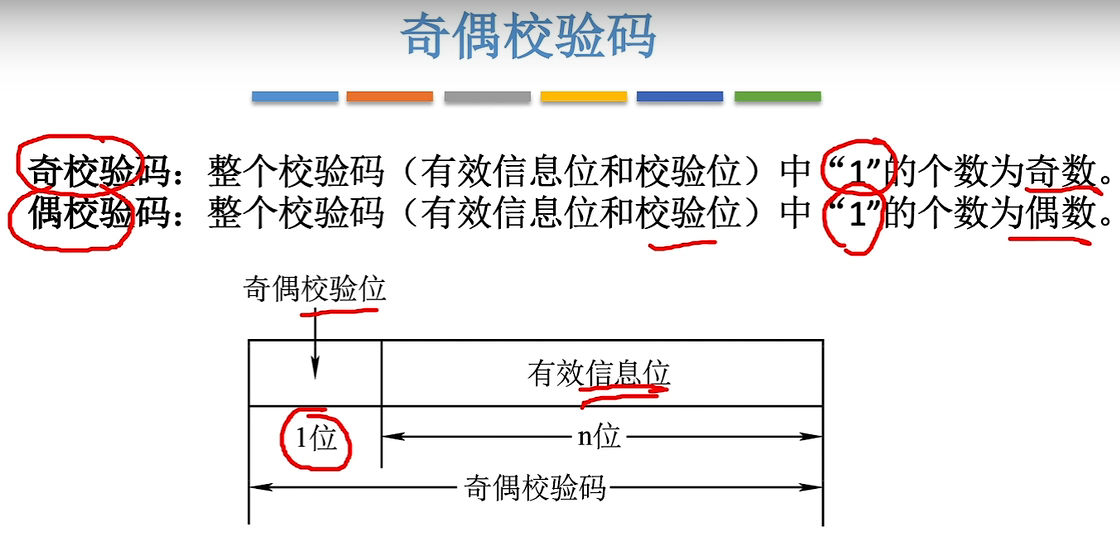 奇偶校验码
奇校验码：整个校验码（有效信息位和校验位）中“1”的个数为奇数。
偶校验码：整个校验码（有效信息位和校验位）中“1”的个数为偶数。
奇偶校验位
有效信息位
1位
n位
奇偶校验码